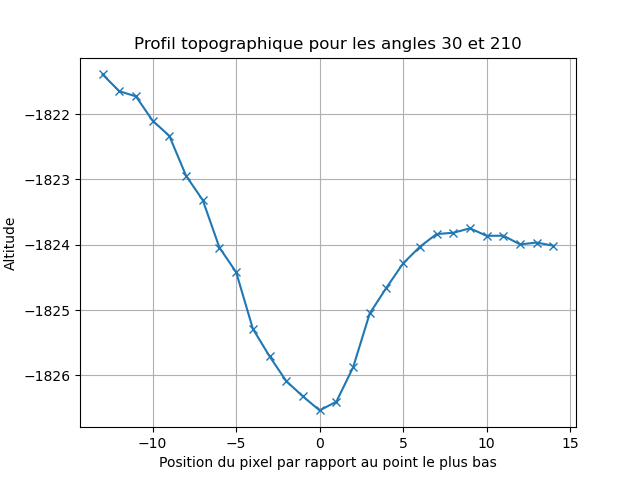 Profil topographique pour les angles 30 et 210
−1822
−1823
−1824
−1825
−1826
Altitude
−10 −5 0 5 10 15
Position du pixel par rapport au point le plus bas